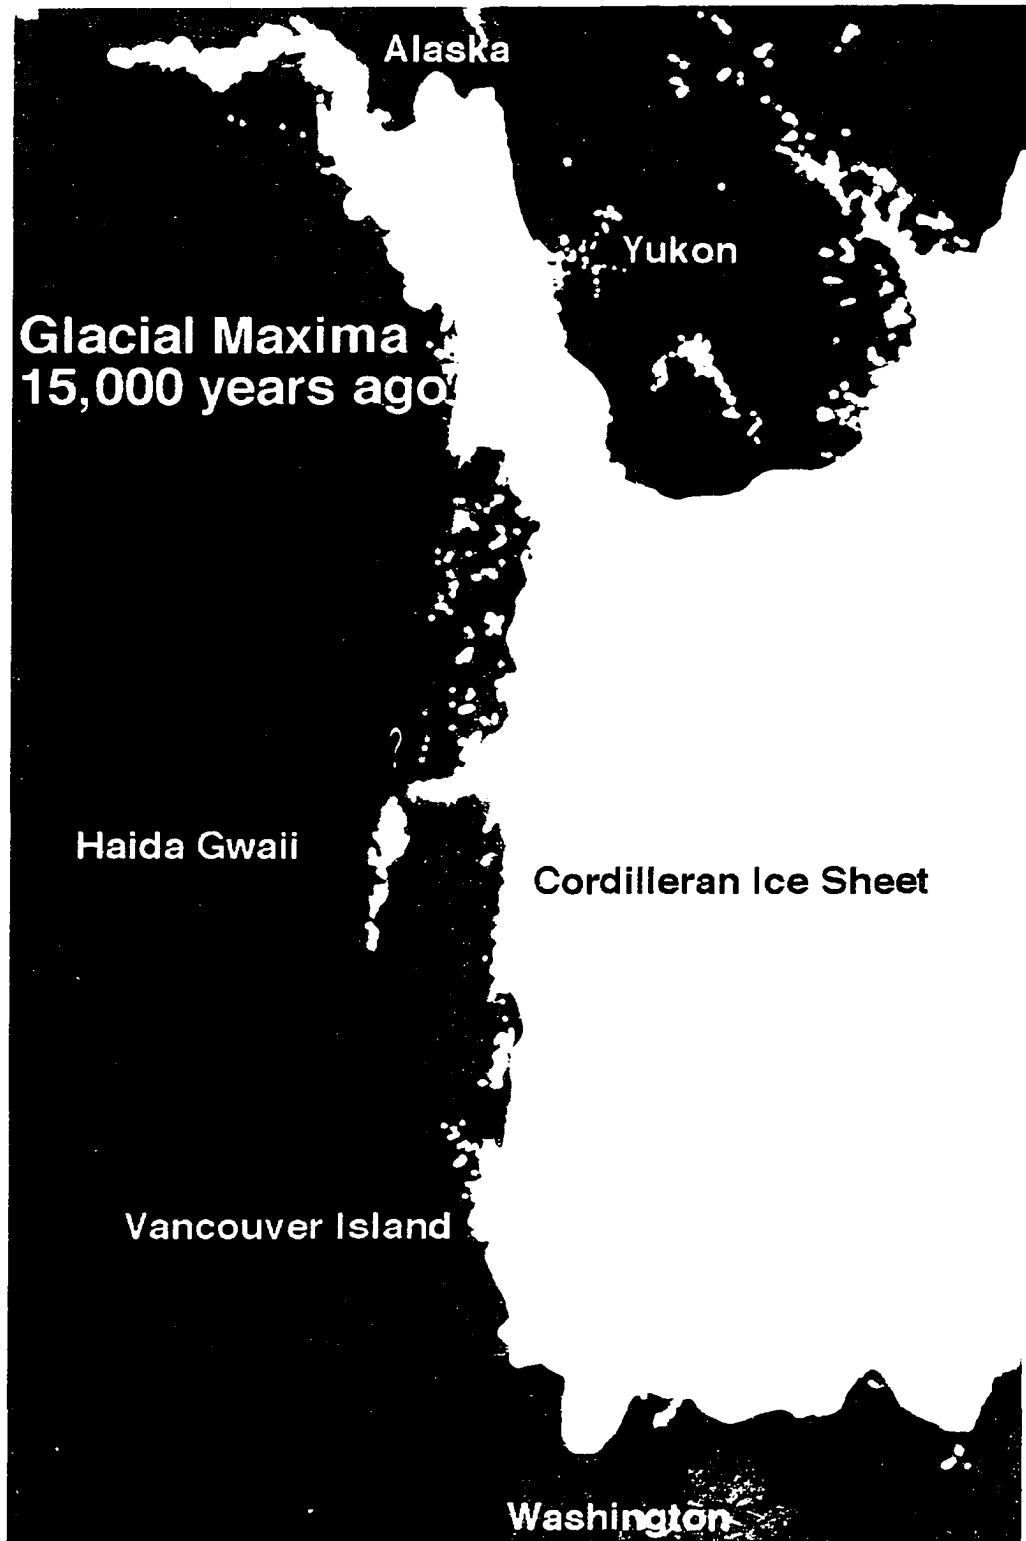 Alaska
Yukon
Glacial Maxima
15,000 years ago
?
Haida Gwaii
Cordilleran Ice Sheet
Vancouver Island
Washington